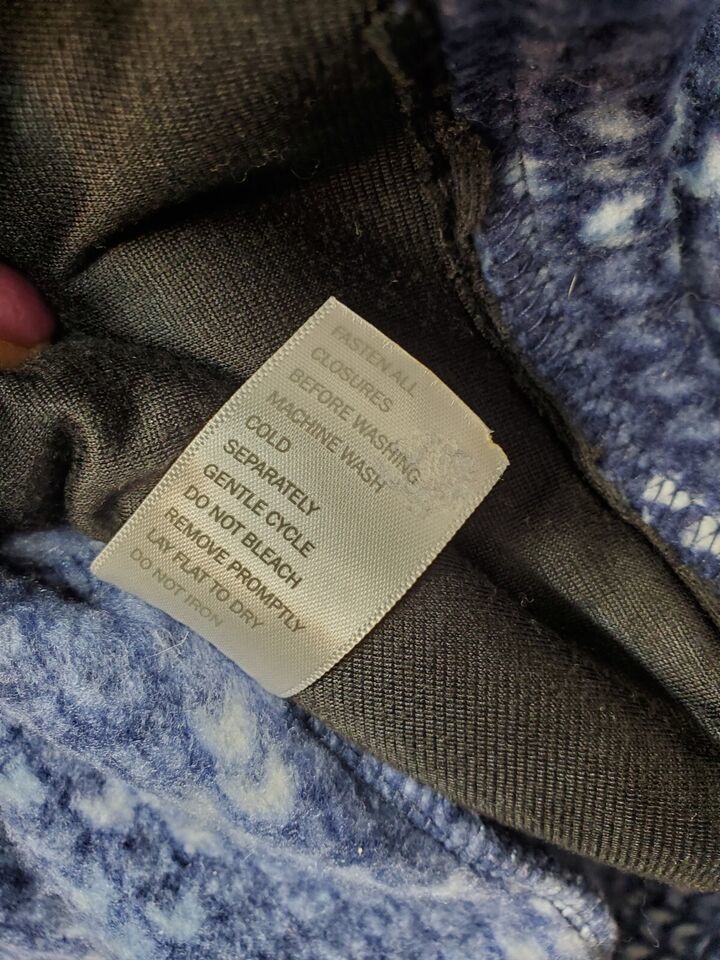 FASTEN ALL
CLOSURES
BEFORE WASHING
MACHINE WASH
COLD
SEPARATELY
GENTLE CYCLE
DO NOT BLEACH
REMOVE PROMPTLY
LAY FLAT TO DRY
DO NOT IRON